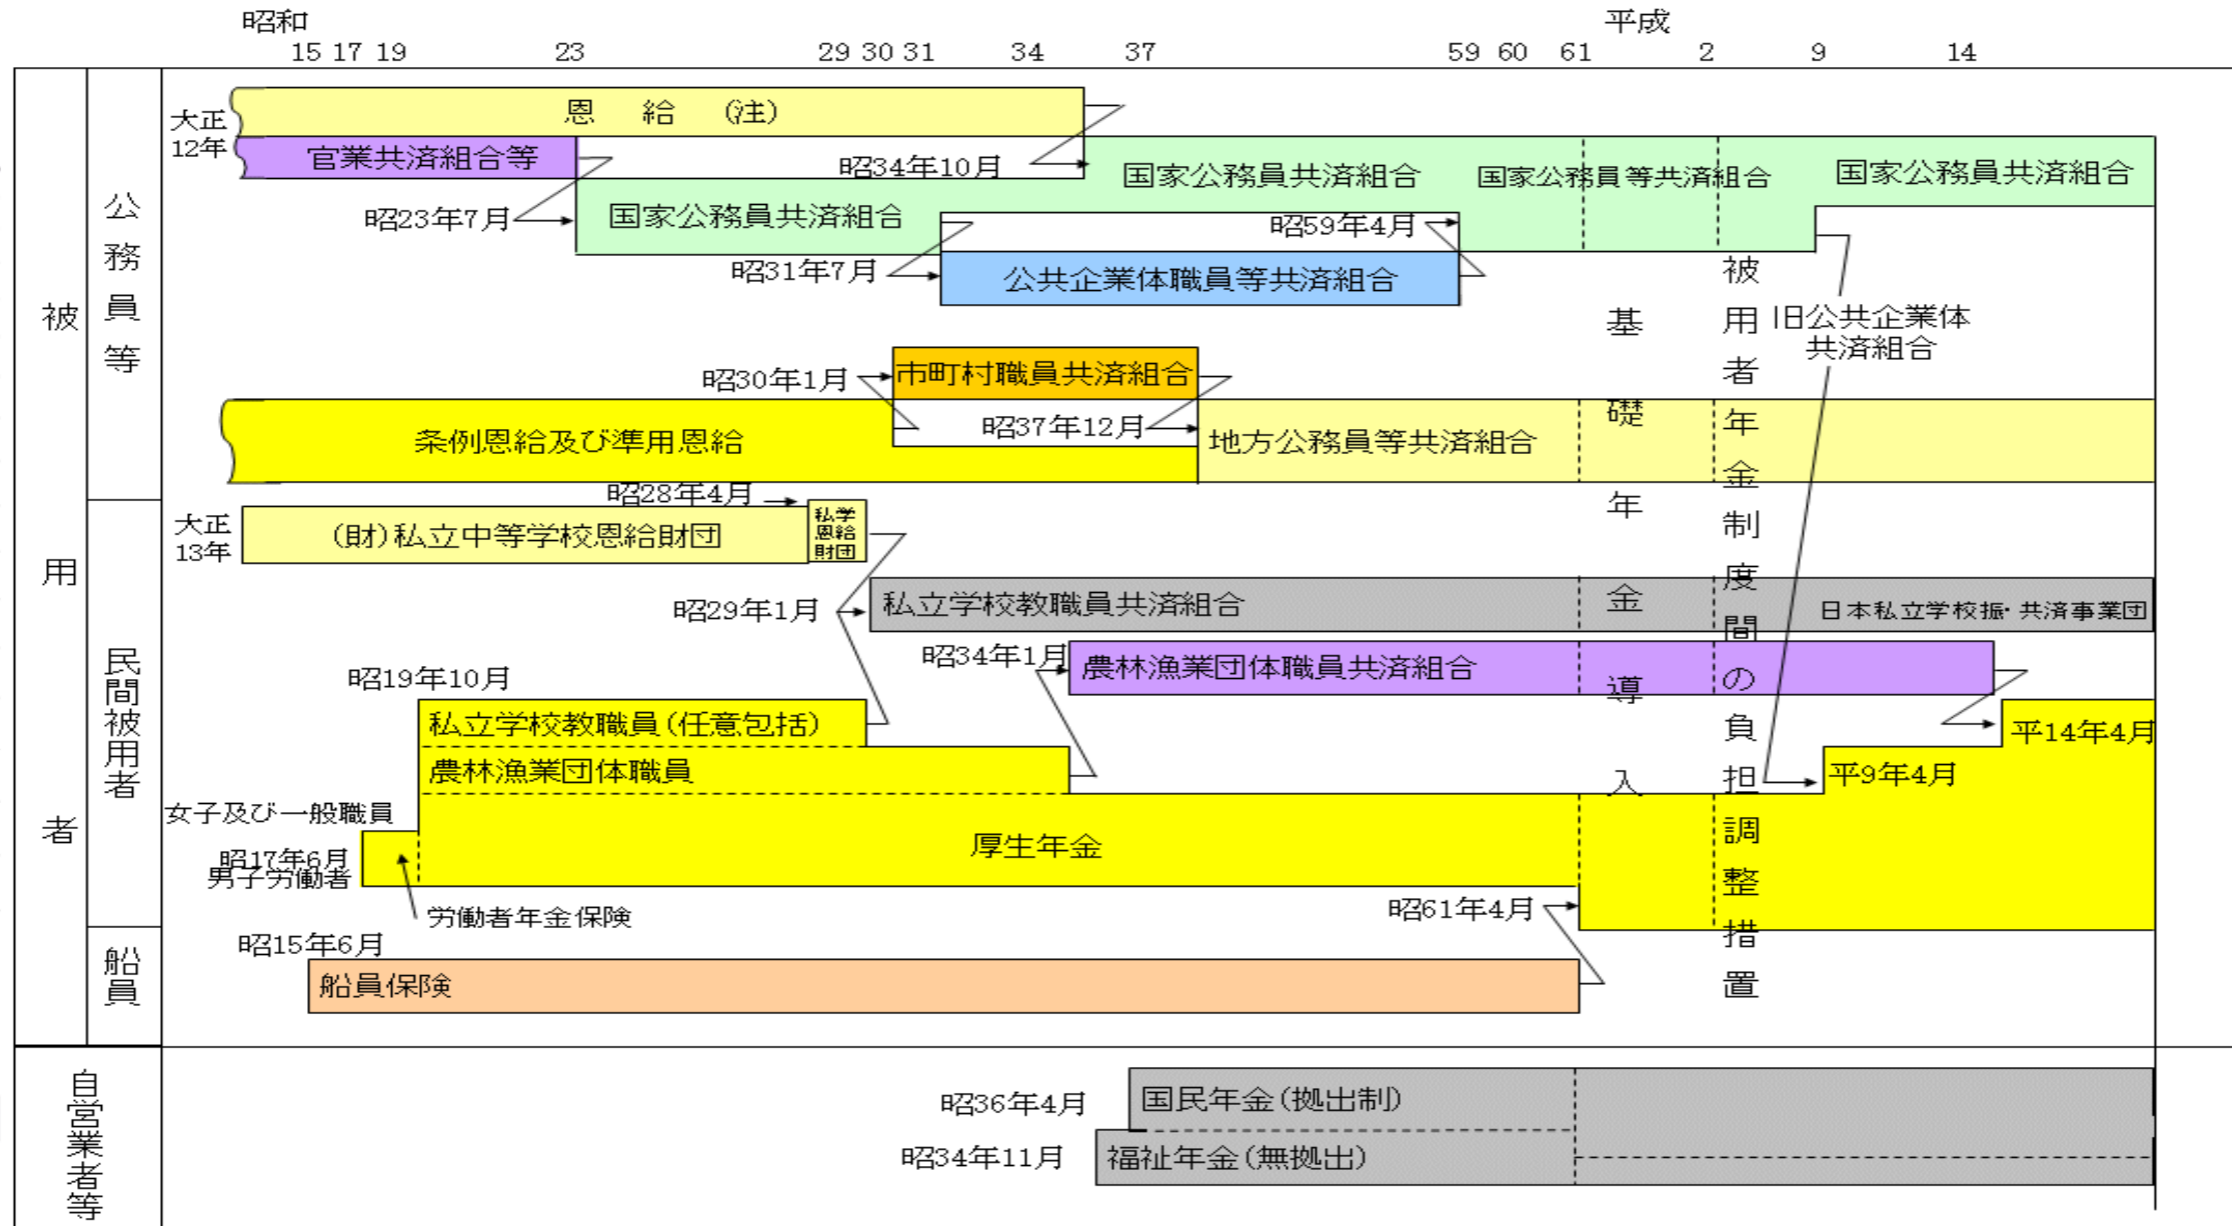 昭和
平成
15 17 19 23 29 30 31 34 37 59 60 61 2 9 14
被用者
公務員等
大正
12年
恩 給 (注)
官業共済組合等
昭34年10月
国家公務員共済組合
国家公務員等共済組合
国家公務員共済組合
昭23年7月
国家公務員共済組合
昭59年4月
昭31年7月
公共企業体職員等共済組合
旧公共企業体
共済組合
昭30年1月
市町村職員共済組合
昭37年12月
条例恩給及び準用恩給
地方公務員等共済組合
基礎年金導入
被用者年金制度間の負担調整措置
民間被用者
昭28年4月
大正
13年
(財)私立中等学校恩給財団
私学
恩給
財団
昭29年1月
私立学校教職員共済組合
日本私立学校振・共済事業団
昭34年1月
農林漁業団体職員共済組合
昭19年10月
私立学校教職員(任意包括)
農林漁業団体職員
平14年4月
平9年4月
女子及び一般職員
昭17年6月
男子労働者
厚生年金
労働者年金保険
昭61年4月
船員
昭15年6月
船員保険
自営業者等
昭36年4月
国民年金(拠出制)
昭34年11月
福祉年金(無拠出)